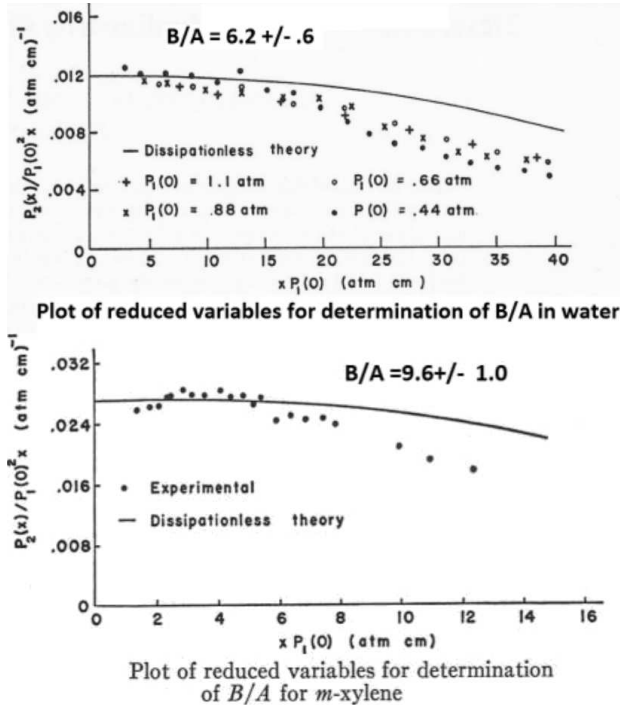 B/A = 6.2 +/- .6
.016
.012
.008
.004
0
P₂(x)/P₁(0)² x (atm cm)⁻¹
— Dissipationless theory
+ P₁(0) = 1.1 atm
○ P₁(0) = .66 atm
x P₁(0) = .88 atm
• P(0) = .44 atm.
0 5 10 15 20 25 30 35 40
x P₁(0) (atm cm)
Plot of reduced variables for determination of B/A in water
B/A =9.6+/- 1.0
.032
.024
.016
.008
0
P₂(x)/P₁(0)² x (atm cm)⁻¹
• Experimental
— Dissipationless theory
0 2 4 6 8 10 12 14 16
x P₁(0) (atm cm)
Plot of reduced variables for determination
of B/A for m-xylene